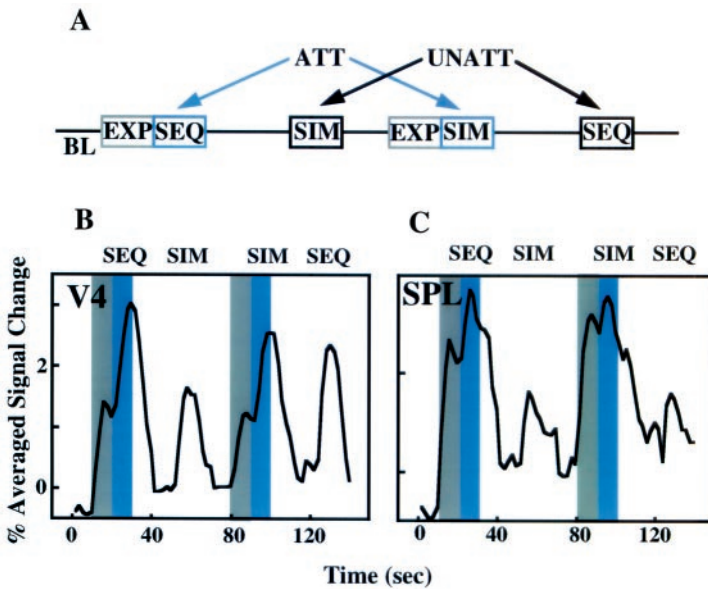 A
ATT UNATT
BL EXP SEQ SIM EXP SIM SEQ
B C
SEQ SIM SIM SEQ SEQ SIM SIM SEQ
V4 SPL
% Averaged Signal Change
2
0
0 40 80 120 0 40 80 120
Time (sec)